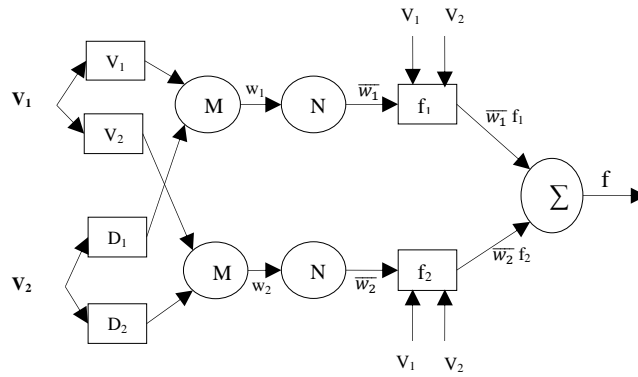 V₁ V₂
V₁
V₁
V₂
M
w₁
N
w̅₁
f₁
w̅₁ f₁
Σ
f
D₁
V₂
D₂
M
w₂
N
w̅₂
f₂
w̅₂ f₂
V₁ V₂